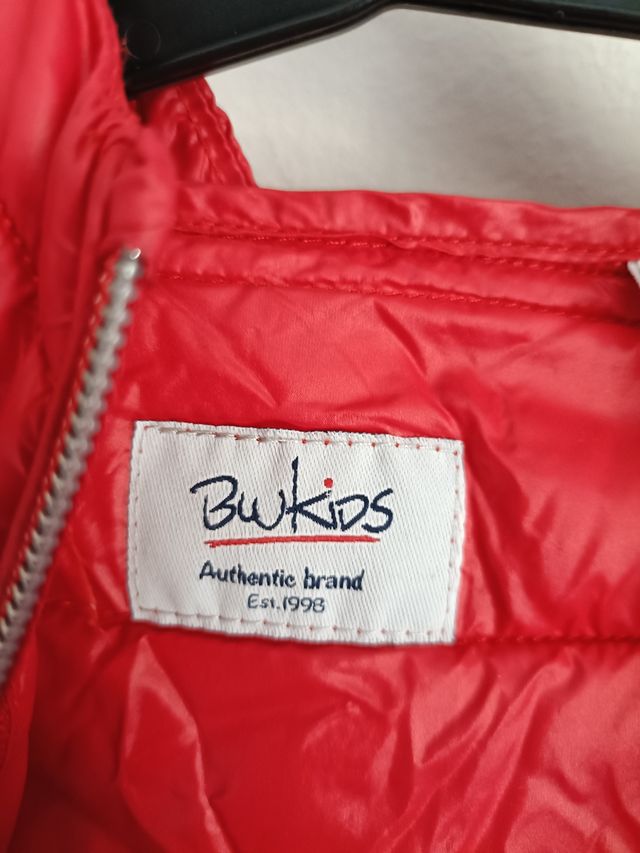 BWKIDS
Authentic brand
Est.1998